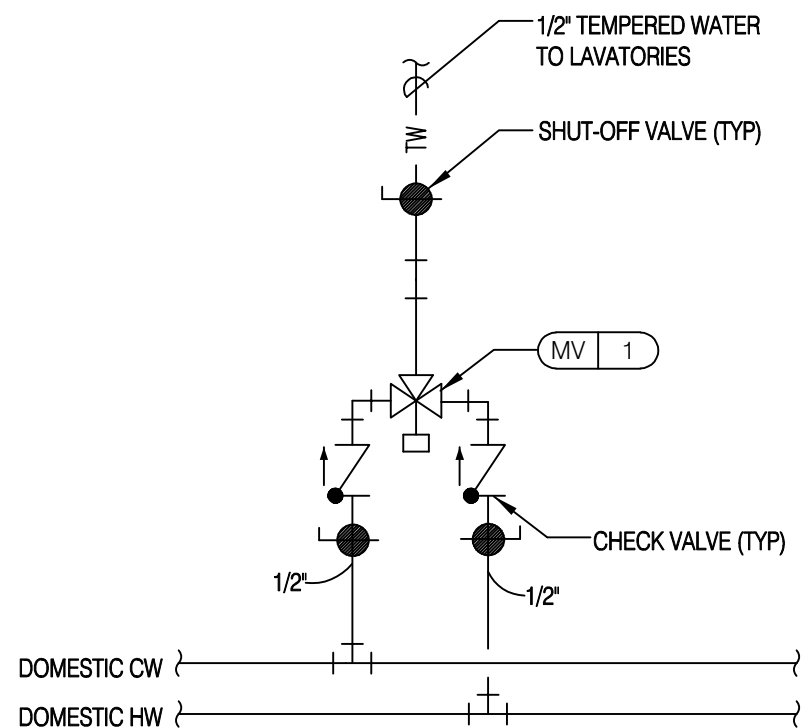 1/2" TEMPERED WATER
TO LAVATORIES
TW
SHUT-OFF VALVE (TYP)
MV 1
CHECK VALVE (TYP)
1/2"
1/2"
DOMESTIC CW
DOMESTIC HW